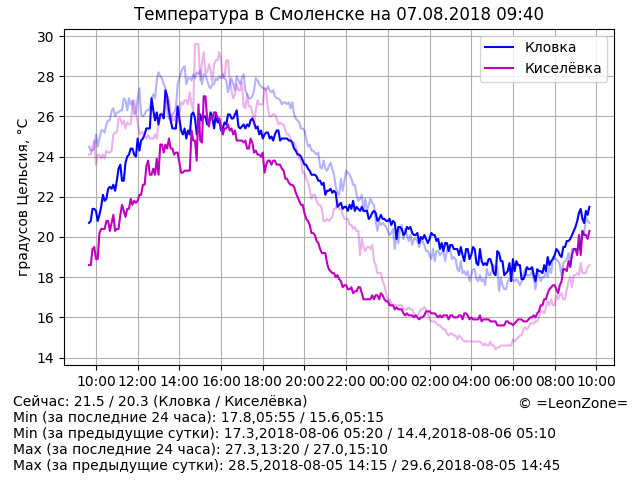 Температура в Смоленске на 07.08.2018 09:40
Кловка
Киселёвка
градусов Цельсия, °C
30
28
26
24
22
20
18
16
14
10:00 12:00 14:00 16:00 18:00 20:00 22:00 00:00 02:00 04:00 06:00 08:00 10:00
Сейчас: 21.5 / 20.3 (Кловка / Киселёвка)
© =LeonZone=
Min (за последние 24 часа): 17.8,05:55 / 15.6,05:15
Min (за предыдущие сутки): 17.3,2018-08-06 05:20 / 14.4,2018-08-06 05:10
Max (за последние 24 часа): 27.3,13:20 / 27.0,15:10
Max (за предыдущие сутки): 28.5,2018-08-05 14:15 / 29.6,2018-08-05 14:45